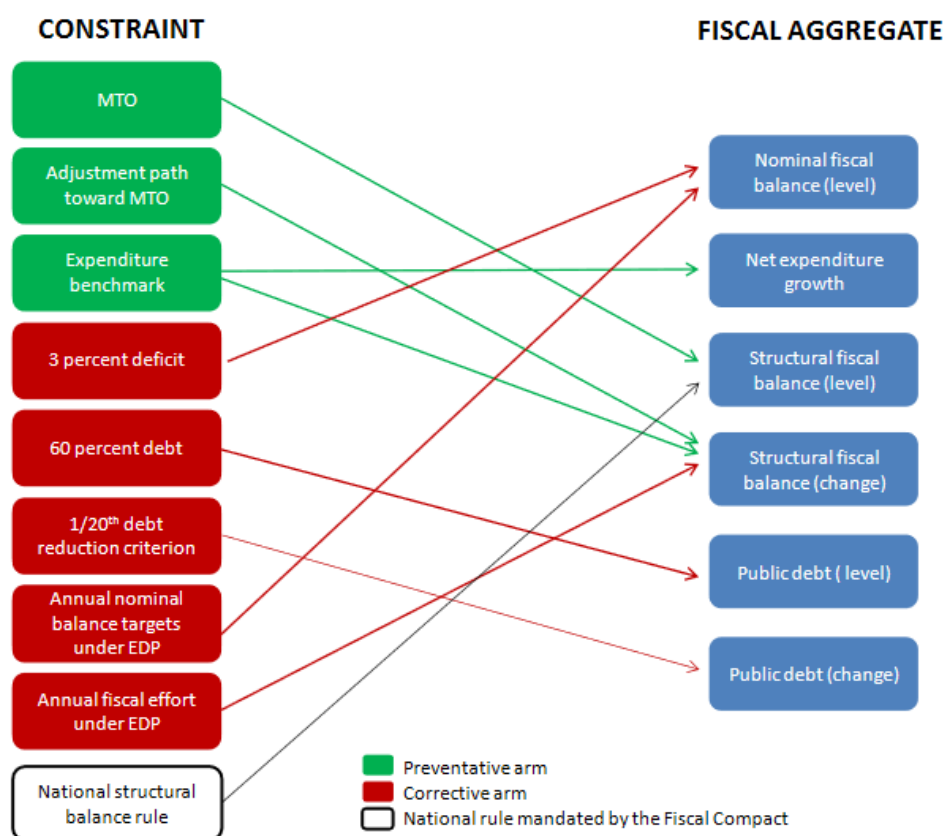 CONSTRAINT
MTO
Adjustment path
toward MTO
Expenditure
benchmark
3 percent deficit
60 percent debt
1/20th debt
reduction criterion
Annual nominal
balance targets
under EDP
Annual fiscal effort
under EDP
National structural
balance rule
FISCAL AGGREGATE
Nominal fiscal
balance (level)
Net expenditure
growth
Structural fiscal
balance (level)
Structural fiscal
balance (change)
Public debt ( level)
Public debt (change)
Preventative arm
Corrective arm
National rule mandated by the Fiscal Compact